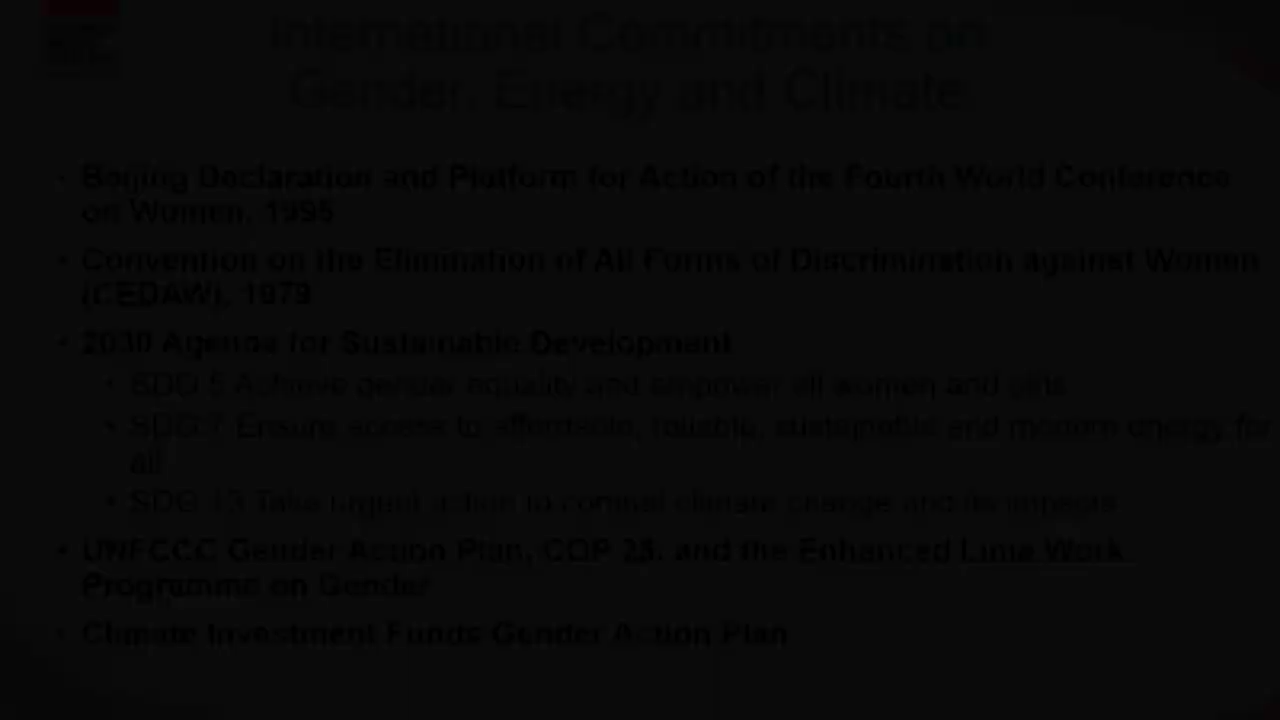 International Commitments on
Gender, Energy and Climate
• Beijing Declaration and Platform for Action of the Fourth World Conference
on Women, 1995
• Convention on the Elimination of All Forms of Discrimination against Women
(CEDAW), 1979
• 2030 Agenda for Sustainable Development
• SDG 5 Achieve gender equality and empower all women and girls
• SDG 7 Ensure access to affordable, reliable, sustainable and modern energy for
all
• SDG 13 Take urgent action to combat climate change and its impacts
• UNFCCC Gender Action Plan, COP 25, and the Enhanced Lima Work
Programme on Gender
• Climate Investment Funds Gender Action Plan